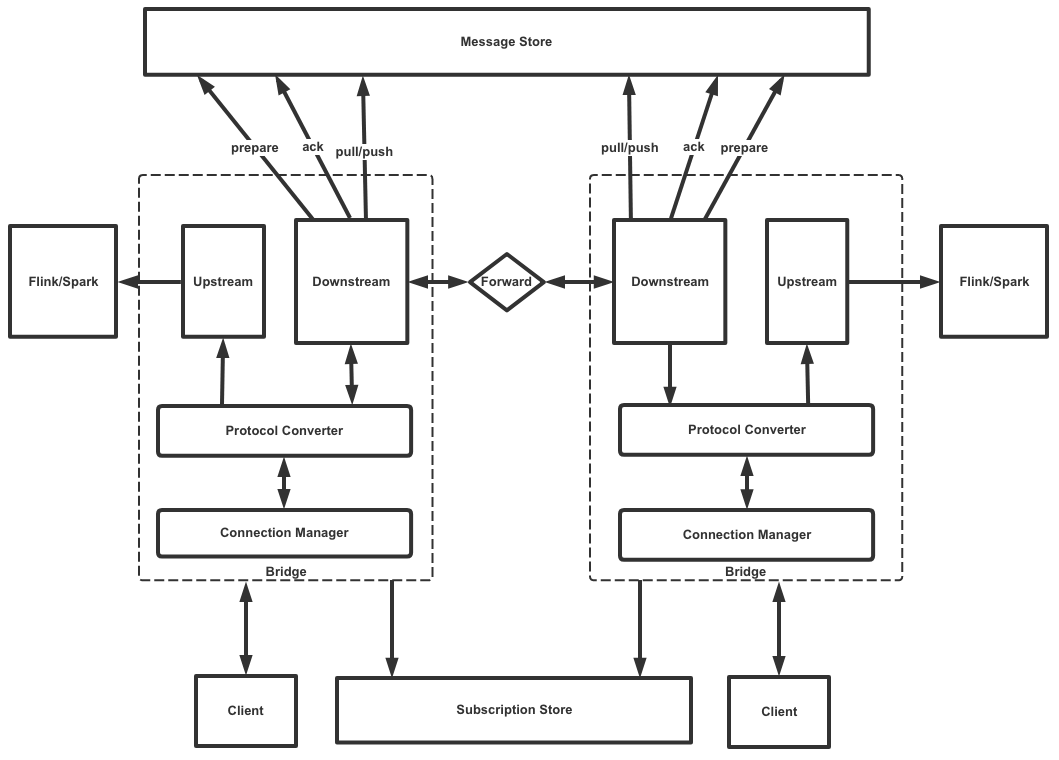 Message Store
prepare
ack
pull/push
pull/push
ack
prepare
Flink/Spark
Upstream
Downstream
Forward
Downstream
Upstream
Flink/Spark
Protocol Converter
Protocol Converter
Connection Manager
Connection Manager
Bridge
Bridge
Client
Subscription Store
Client